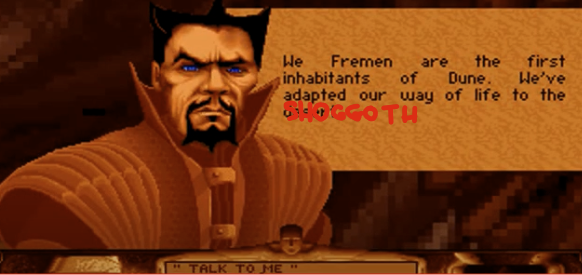 We Fremen are the first
inhabitants of Dune. We've
adapted our way of life to the
SHOGGOTH
" TALK TO ME "